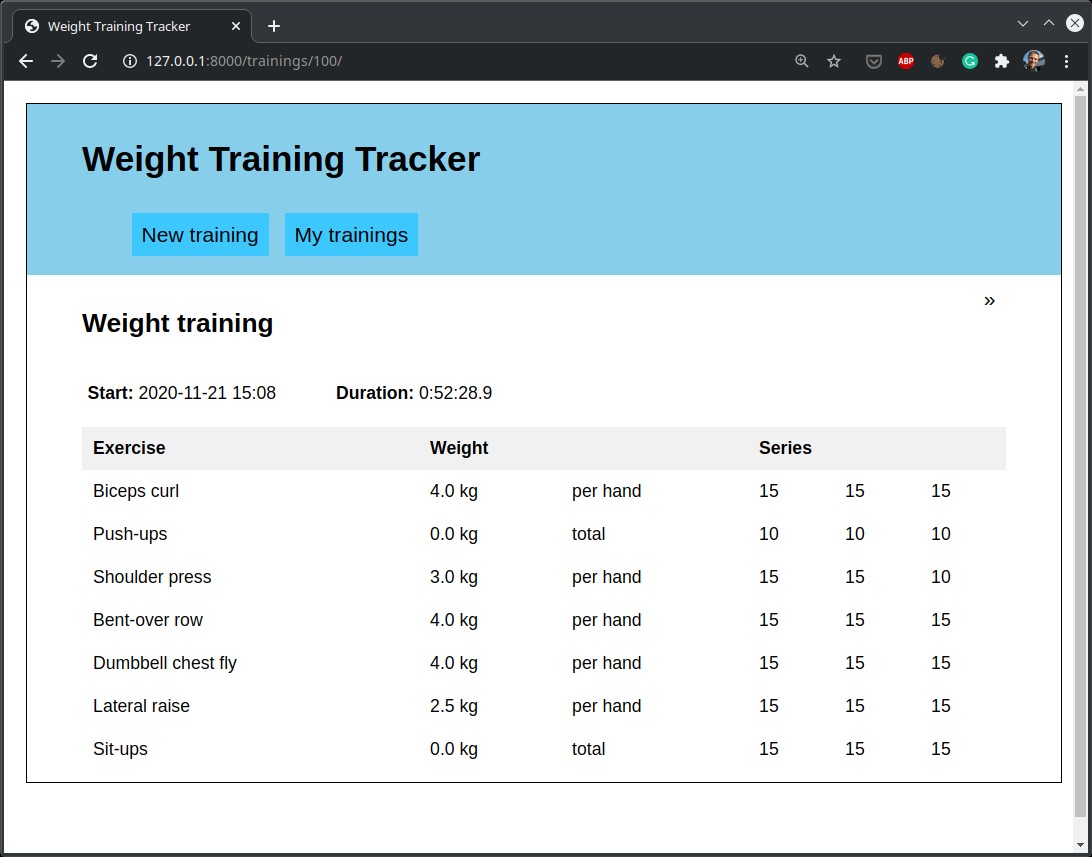 Weight Training Tracker
127.0.0.1:8000/trainings/100/
ABP
Weight Training Tracker
New training My trainings
»
Weight training
Start: 2020-11-21 15:08 Duration: 0:52:28.9
Exercise Weight Series
Biceps curl 4.0 kg per hand 15 15 15
Push-ups 0.0 kg total 10 10 10
Shoulder press 3.0 kg per hand 15 15 10
Bent-over row 4.0 kg per hand 15 15 15
Dumbbell chest fly 4.0 kg per hand 15 15 15
Lateral raise 2.5 kg per hand 15 15 15
Sit-ups 0.0 kg total 15 15 15